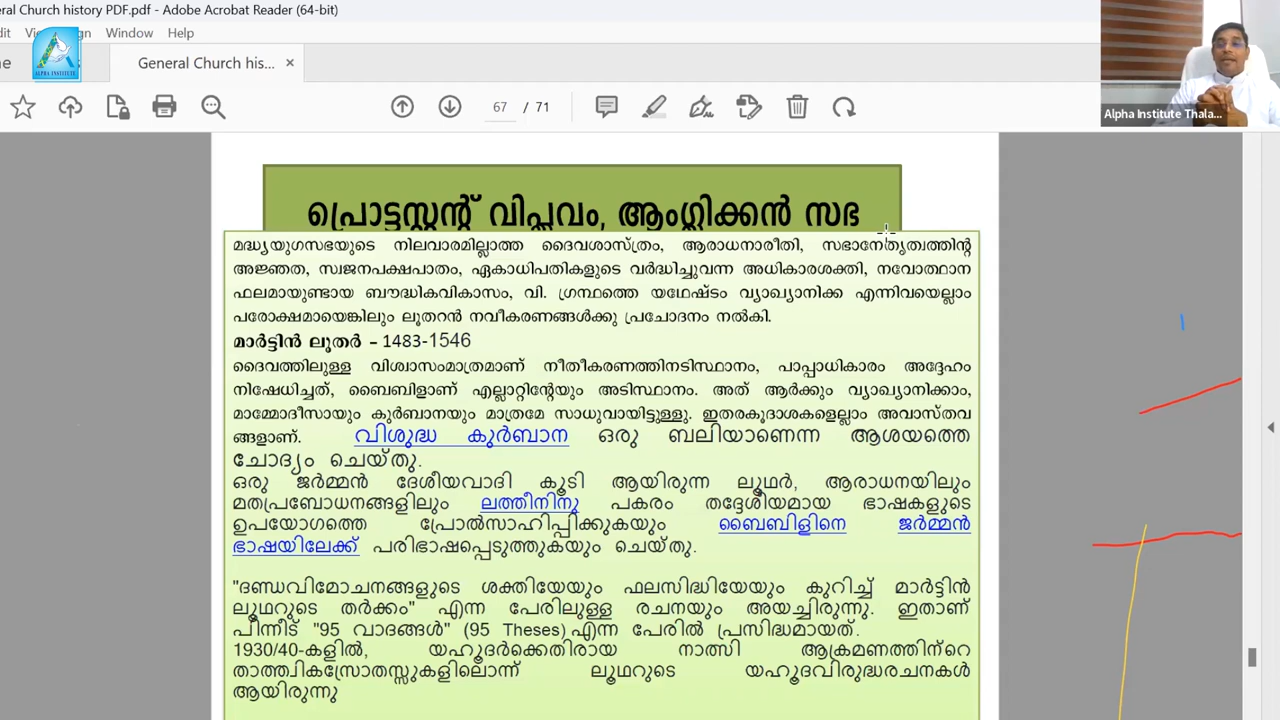 eral Church history PDF.pdf - Adobe Acrobat Reader (64-bit)
Window Help
ALPHA INSTITUTE
General Church his... ×
67 / 71
Alpha Institute Thala...
പ്രൊട്ടസ്റ്റന്റ് വിപ്ലവം, ആംഗ്ലിക്കൻ സഭ
മദ്ധ്യയുഗസഭയുടെ നിലവാരമില്ലാത്ത ദൈവശാസ്ത്രം, ആരാധനാരീതി, സഭാനേതൃത്വത്തിന്റ
അജ്ഞത, സ്വജനപക്ഷപാതം, ഏകാധിപതികളുടെ വർദ്ധിച്ചുവന്ന അധികാരശക്തി, നവോത്ഥാന
ഫലമായുണ്ടായ ബൗദ്ധികവികാസം, വി. ഗ്രന്ഥത്തെ യഥേഷ്ടം വ്യാഖ്യാനിക്ക എന്നിവയെല്ലാം
പരോക്ഷമായെങ്കിലും ലൂതറൻ നവീകരണങ്ങൾക്കു പ്രചോദനം നൽകി.
മാർട്ടിൻ ലൂതർ – 1483-1546
ദൈവത്തിലുള്ള വിശ്വാസംമാത്രമാണ് നീതീകരണത്തിനടിസ്ഥാനം, പാപ്പാധികാരം അദ്ദേഹം
നിഷേധിച്ചത്, ബൈബിളാണ് എല്ലാറ്റിന്റേയും അടിസ്ഥാനം. അത് ആർക്കും വ്യാഖ്യാനിക്കാം,
മാമ്മോദീസായും കുർബാനയും മാത്രമേ സാധുവായിട്ടുള്ളു. ഇതരകൂദാശകളെല്ലാം അവാസ്തവ
ങ്ങളാണ്. വിശുദ്ധ കുർബാന ഒരു ബലിയാണെന്ന ആശയത്തെ
ചോദ്യം ചെയ്തു.
ഒരു ജർമ്മൻ ദേശീയവാദി കൂടി ആയിരുന്ന ലൂഥർ, ആരാധനയിലും
മതപ്രബോധനങ്ങളിലും ലത്തീനിനു പകരം തദ്ദേശീയമായ ഭാഷകളുടെ
ഉപയോഗത്തെ പ്രോൽസാഹിപ്പിക്കുകയും ബൈബിളിനെ ജർമ്മൻ
ഭാഷയിലേക്ക് പരിഭാഷപ്പെടുത്തുകയും ചെയ്തു.
"ദണ്ഡവിമോചനങ്ങളുടെ ശക്തിയേയും ഫലസിദ്ധിയേയും കുറിച്ച് മാർട്ടിൻ
ലൂഥറുടെ തർക്കം" എന്ന പേരിലുള്ള രചനയും അയച്ചിരുന്നു. ഇതാണ്
പിന്നീട് "95 വാദങ്ങൾ" (95 Theses) എന്ന പേരിൽ പ്രസിദ്ധമായത്.
1930/40-കളിൽ, യഹൂദർക്കെതിരായ നാത്സി ആക്രമണത്തിന്റെ
താത്ത്വികസ്രോതസ്സുകളിലൊന്ന് ലൂഥറുടെ യഹൂദവിരുദ്ധരചനകൾ
ആയിരുന്നു